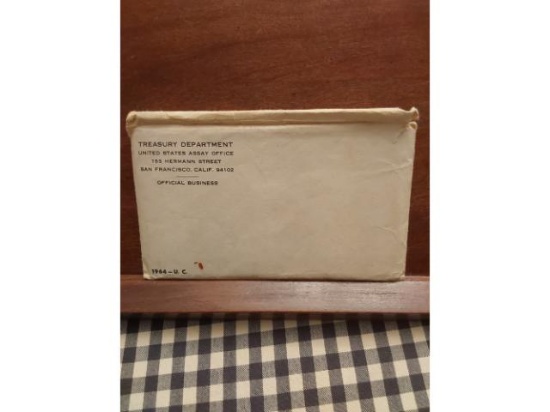 TREASURY DEPARTMENT
UNITED STATES ASSAY OFFICE
155 HERMANN STREET
SAN FRANCISCO, CALIF. 94102
OFFICIAL BUSINESS
1964-U. C.